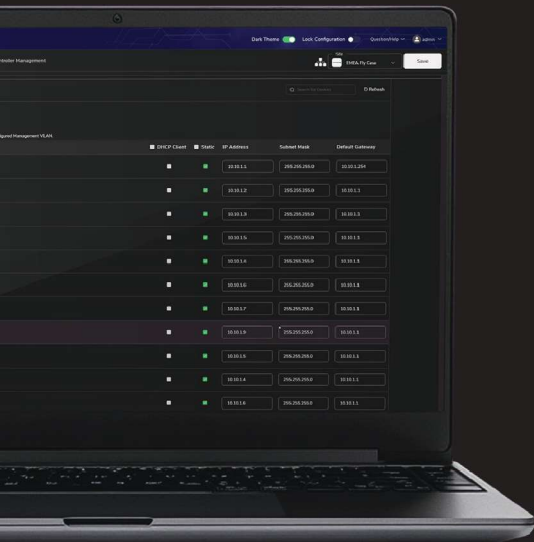 Dark Theme Lock Configuration Question/Help admin
ntroller Management Title EMEA Fly Case Save
Refresh
igured Management VLAN.
DHCP Client Static IP Address Subnet Mask Default Gateway
10.10.1.1 255.255.255.0 10.10.1.254
10.10.1.2 255.255.255.0 10.10.1.1
10.10.1.3 255.255.255.0 10.10.1.1
10.10.1.5 255.255.255.0 10.10.1.1
10.10.1.4 255.255.255.0 10.10.1.1
10.10.1.6 255.255.255.0 10.10.1.1
10.10.1.7 255.255.255.0 10.10.1.1
10.10.1.9 255.255.255.0 10.10.1.1
10.10.1.5 255.255.255.0 10.10.1.1
10.10.1.4 255.255.255.0 10.10.1.1
10.10.1.6 255.255.255.0 10.10.1.1